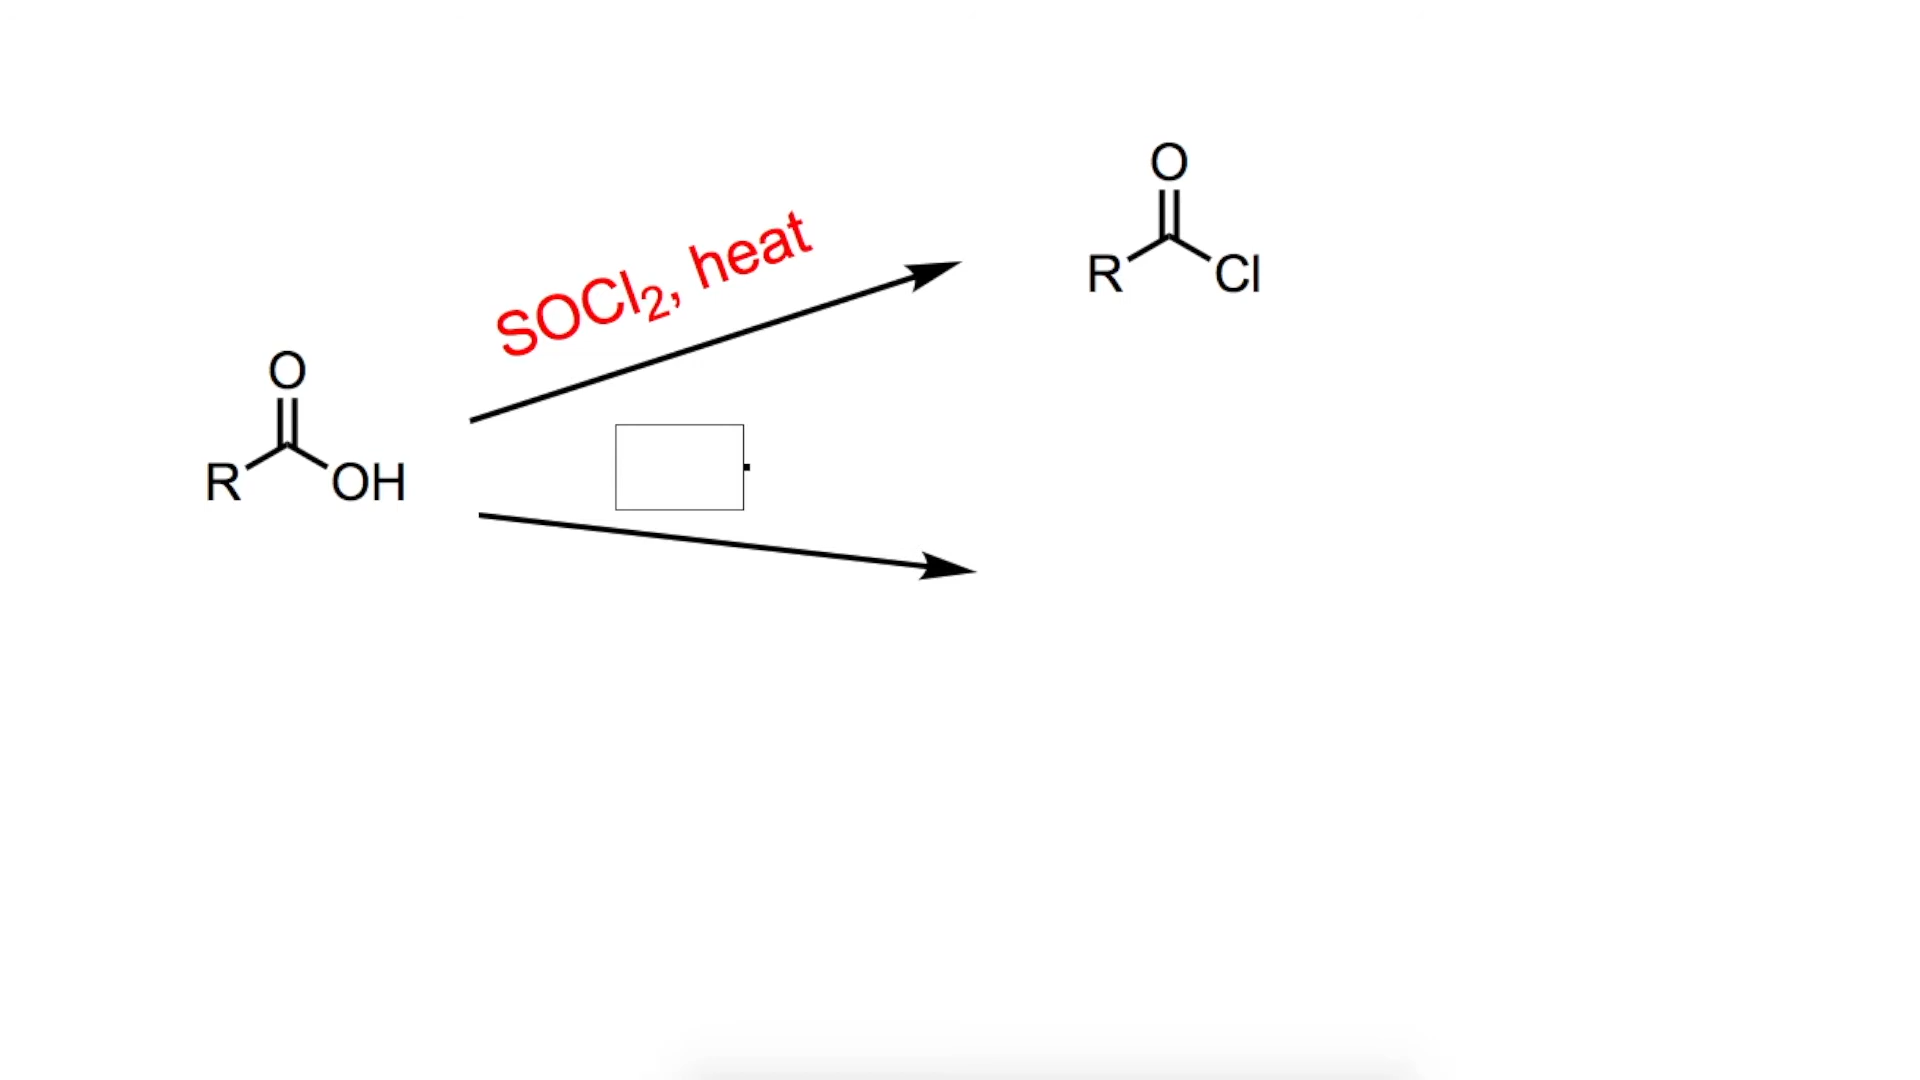 O
R Cl
SOCl₂, heat
O
R OH